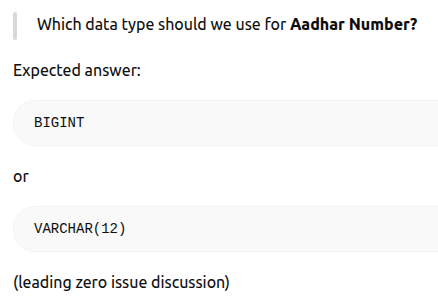 Which data type should we use for Aadhar Number?
Expected answer:
BIGINT
or
VARCHAR(12)
(leading zero issue discussion)